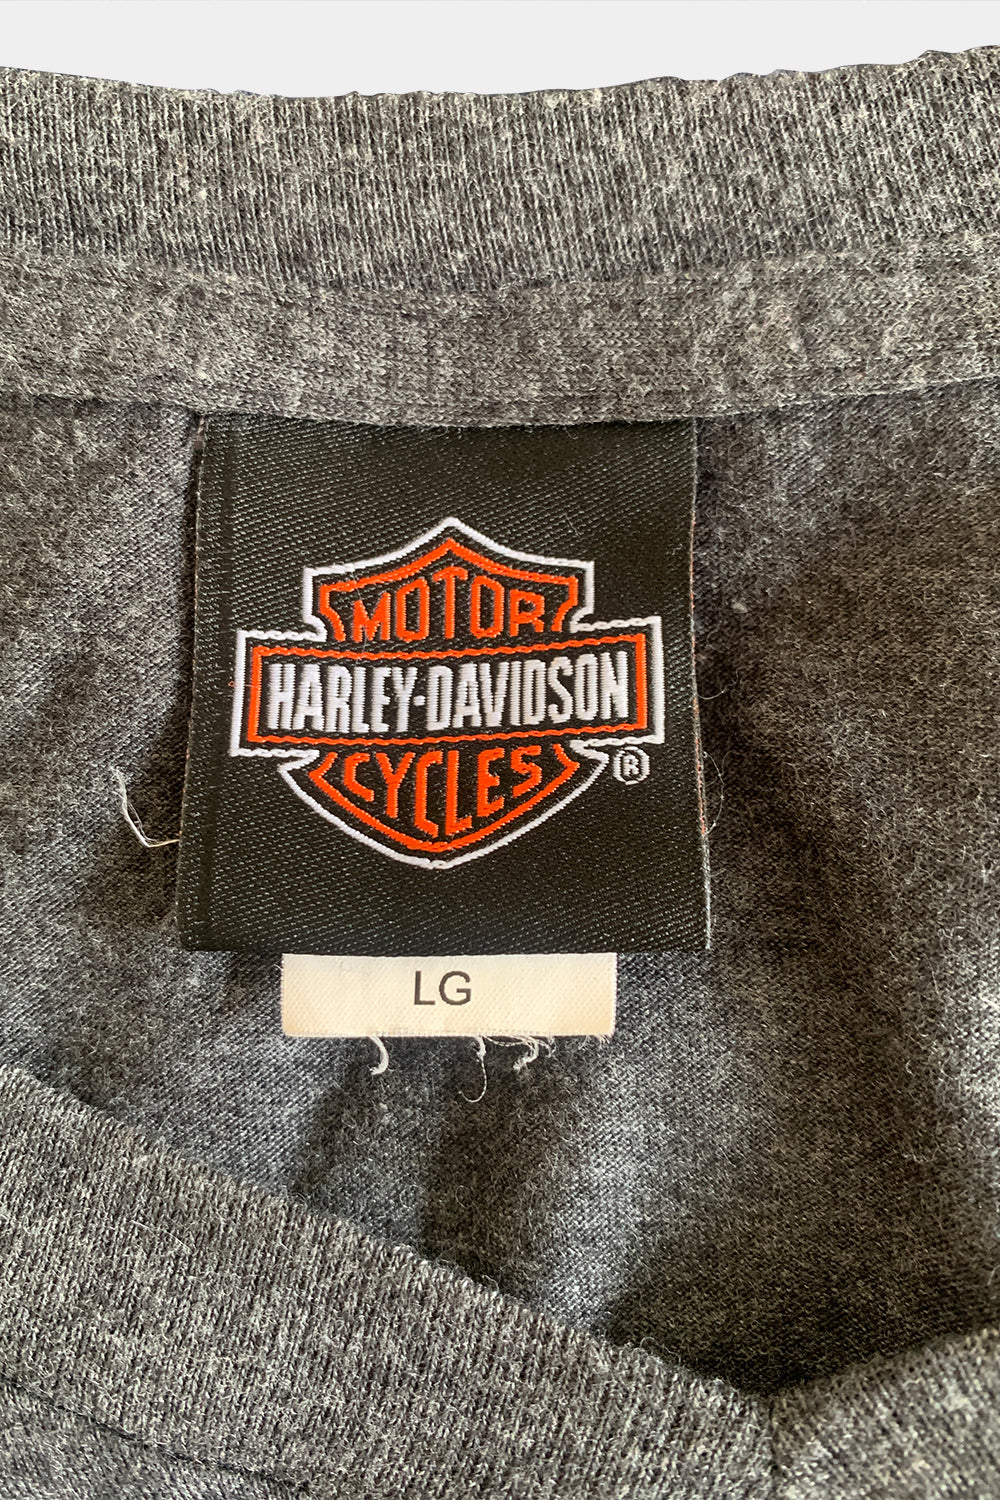 MOTOR
HARLEY-DAVIDSON
CYCLES
®
LG